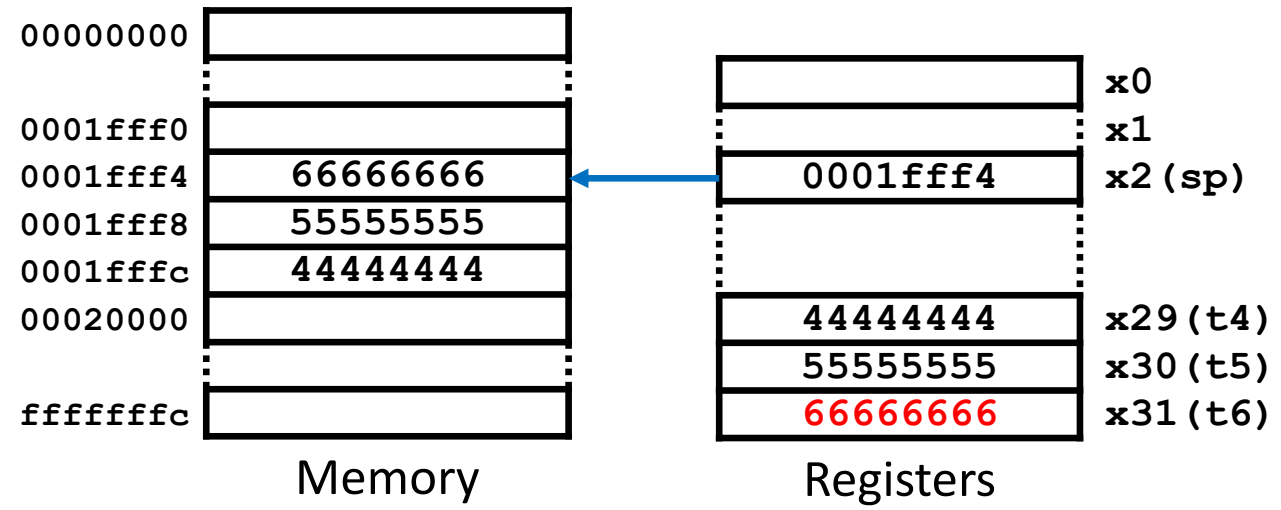 00000000
0001fff0
0001fff4 66666666
0001fff8 55555555
0001fffc 44444444
00020000
fffffffc
Memory
x0
x1
0001fff4 x2(sp)
44444444 x29(t4)
55555555 x30(t5)
66666666 x31(t6)
Registers